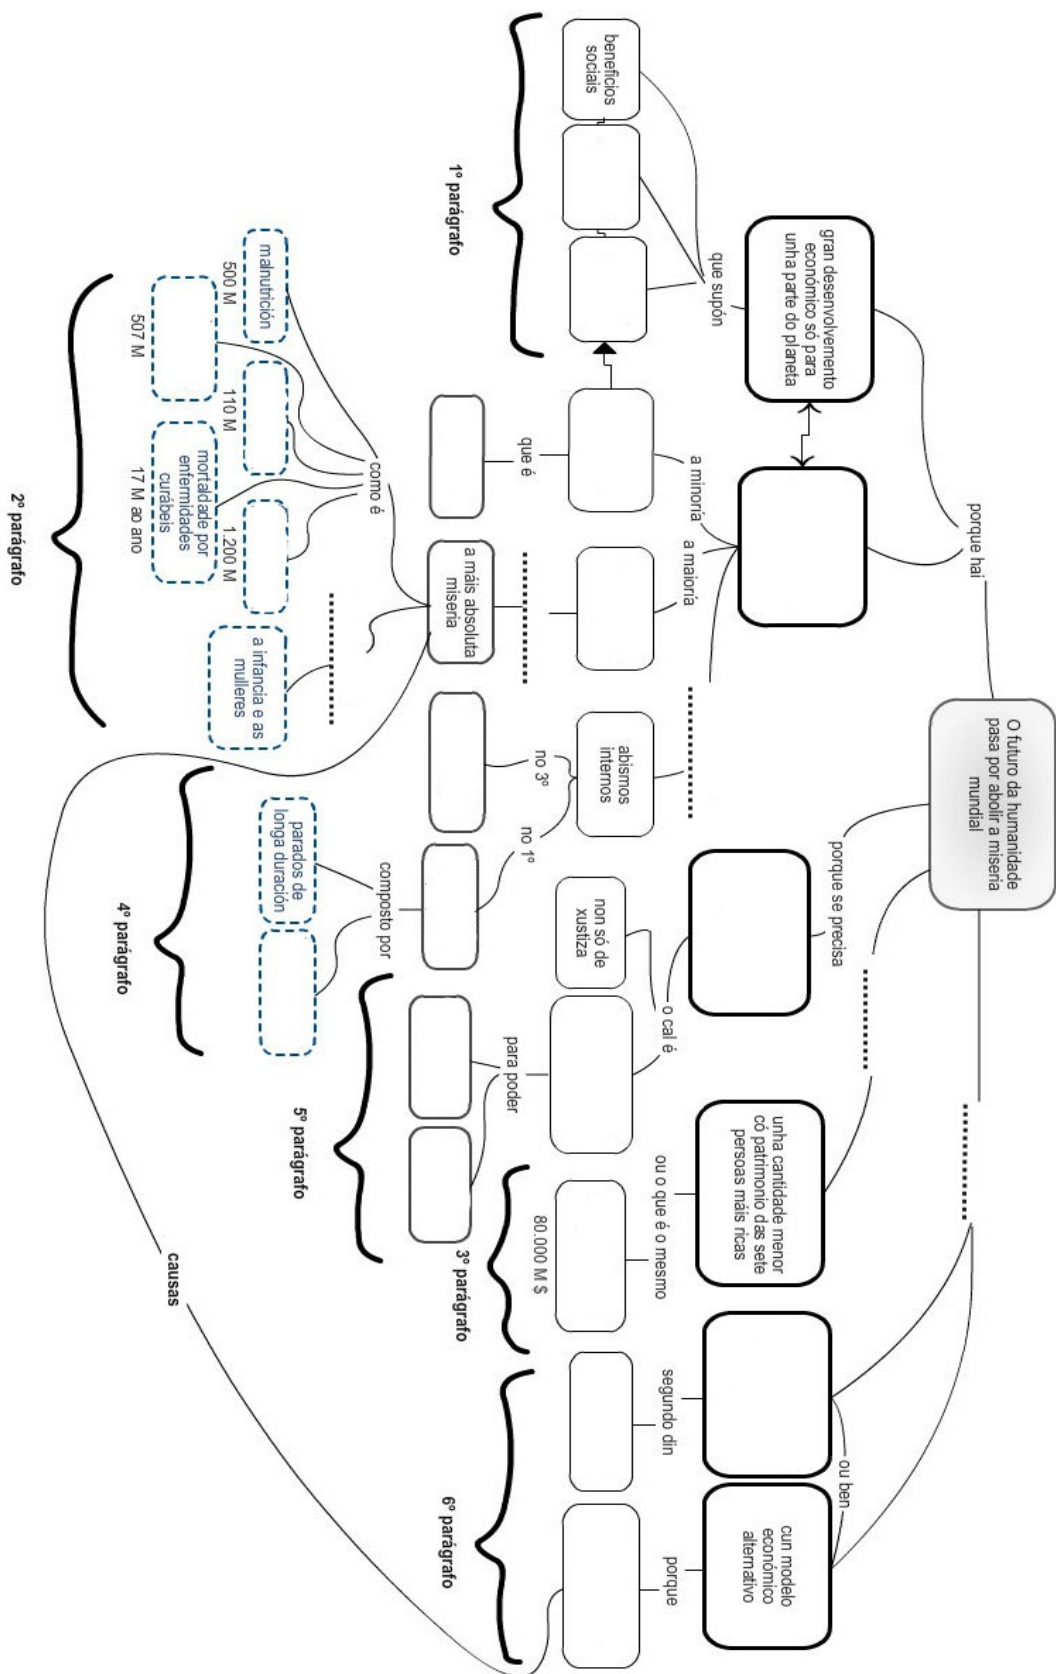 O futuro da humanidade
pasa por abolir a miseria
mundial
porque hai
porque se precisa
gran desenvolvemento
económico só para
unha parte do planeta
unha cantidade menor
có patrimonio das sete
persoas máis ricas
ou ben
cun modelo
económico
alternativo
que supón
a minoría
a maioría
o cal é
ou o que é o mesmo
segundo din
porque
beneficios
sociais
abismos
internos
non só de
xustiza
80.000 M $
que é
no 3º
no 1º
para poder
1º parágrafo
a máis absoluta
miseria
3º parágrafo
6º parágrafo
como é
composto por
malnutrición
500 M
110 M
1.200 M
a infancia e as
mulleres
parados de
longa duración
5º parágrafo
507 M
mortaldade por
enfermidades
curábeis
17 M ao ano
4º parágrafo
causas
2º parágrafo